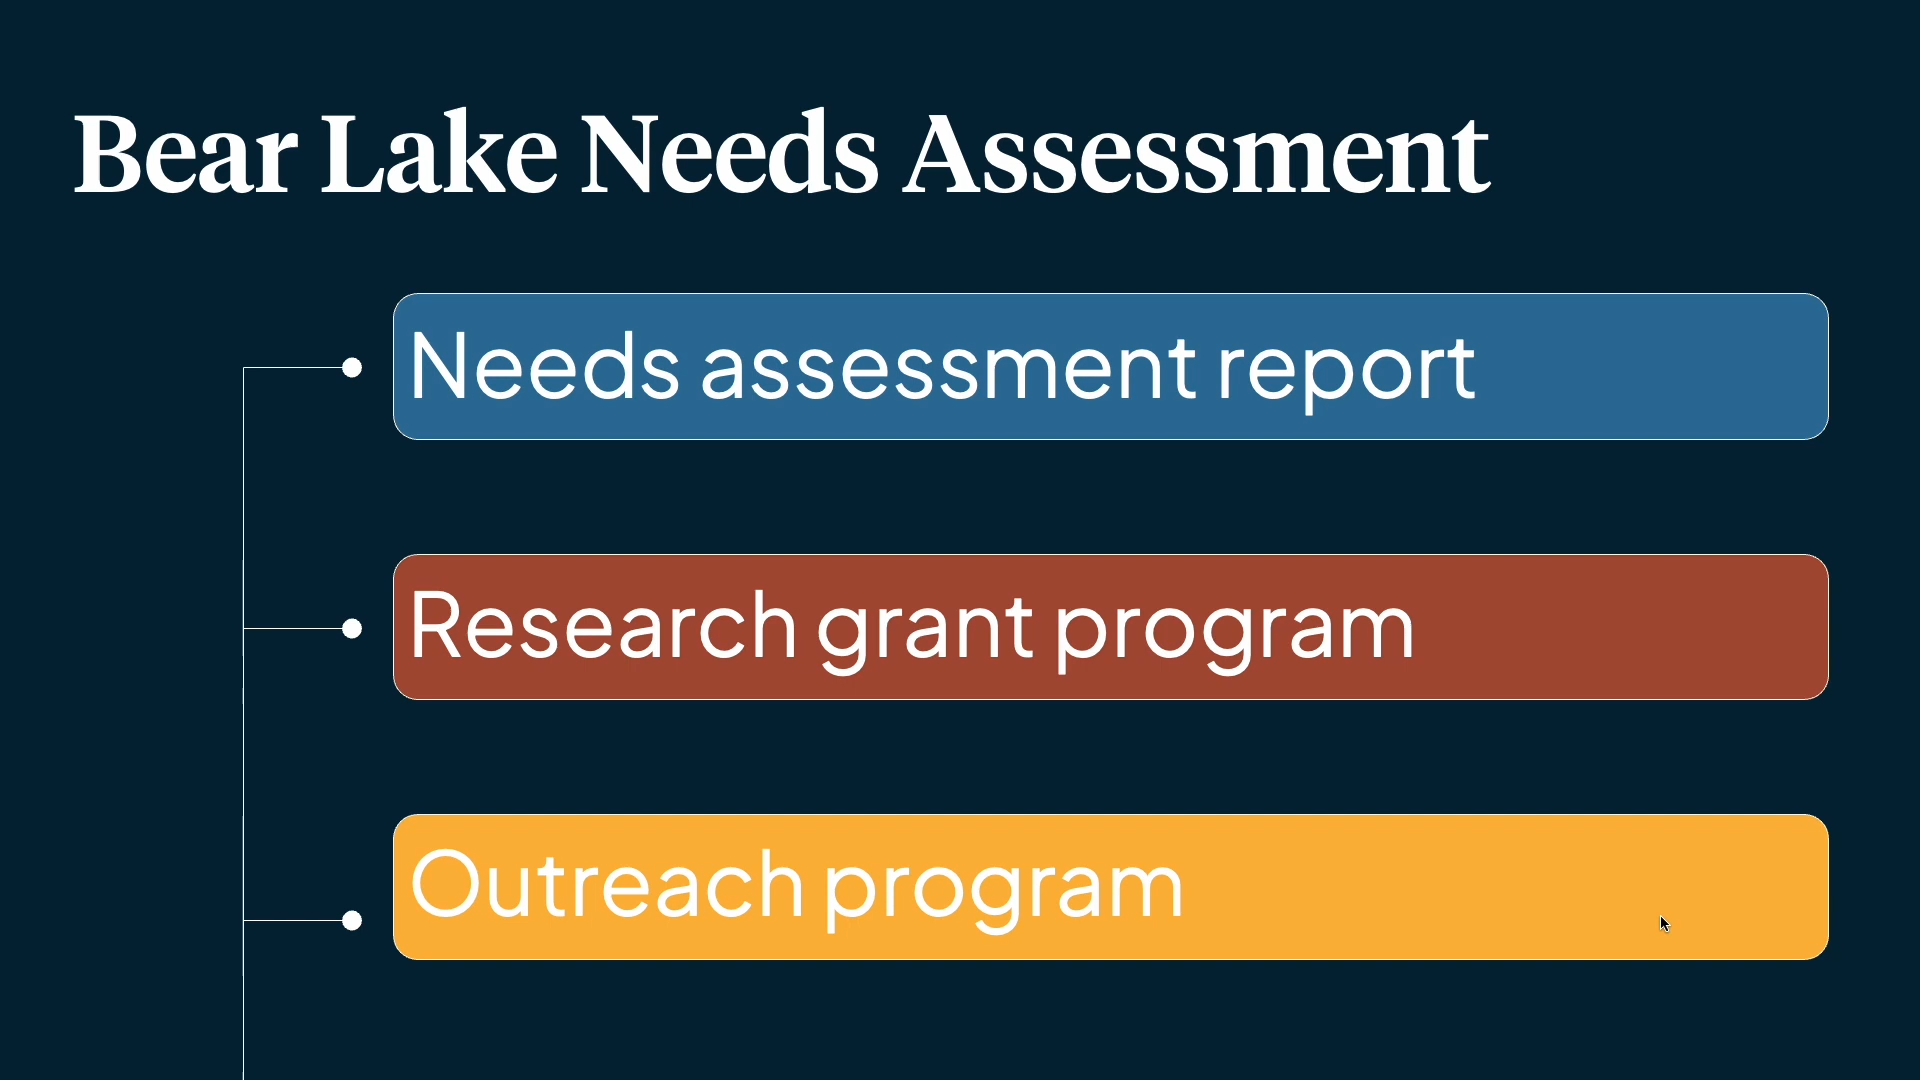 Bear Lake Needs Assessment
Needs assessment report
Research grant program
Outreach program